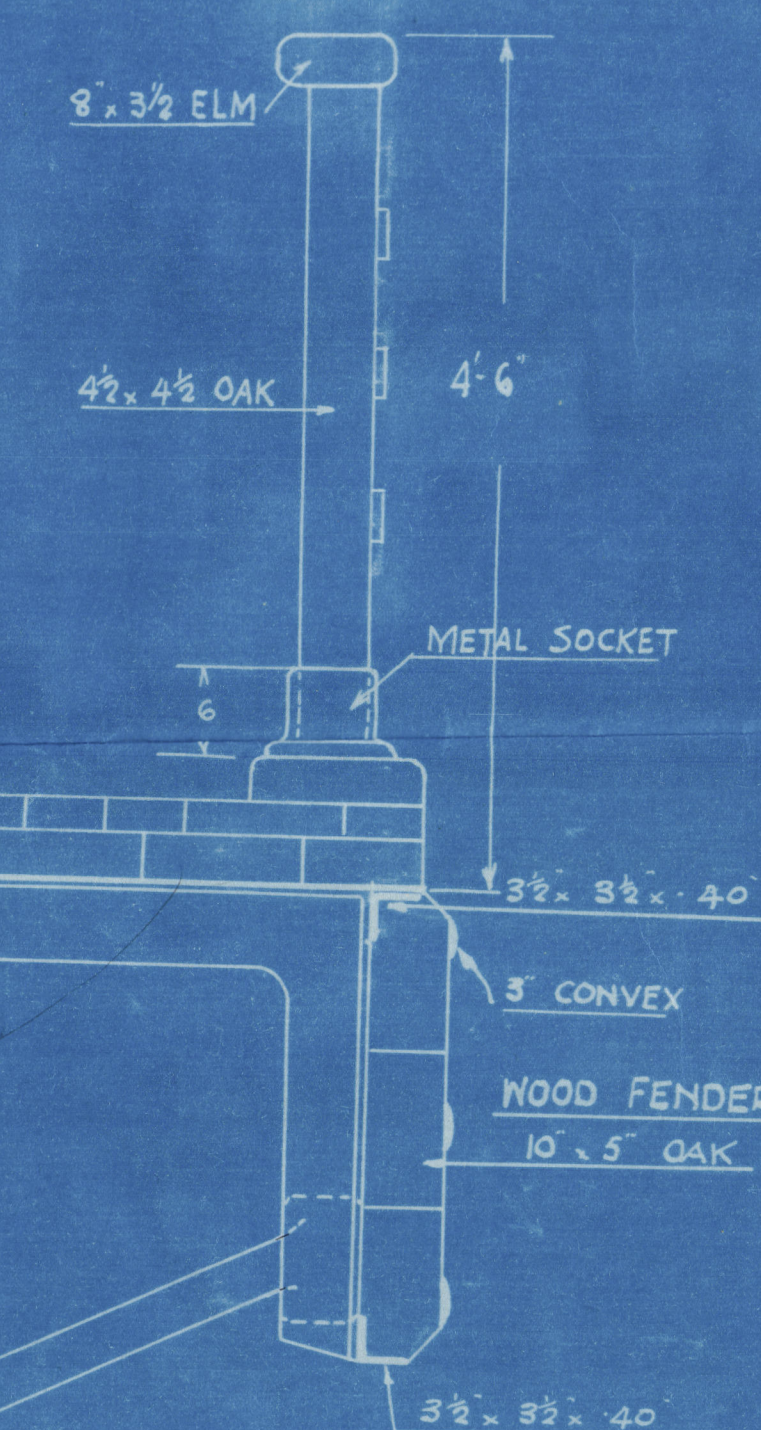 8" x 3½ ELM
4½ x 4½ OAK
4'-6"
METAL SOCKET
6
3½" x 3½" x .40"
3" CONVEX
WOOD FENDER
10" x 5" OAK
3½" x 3½" x .40"